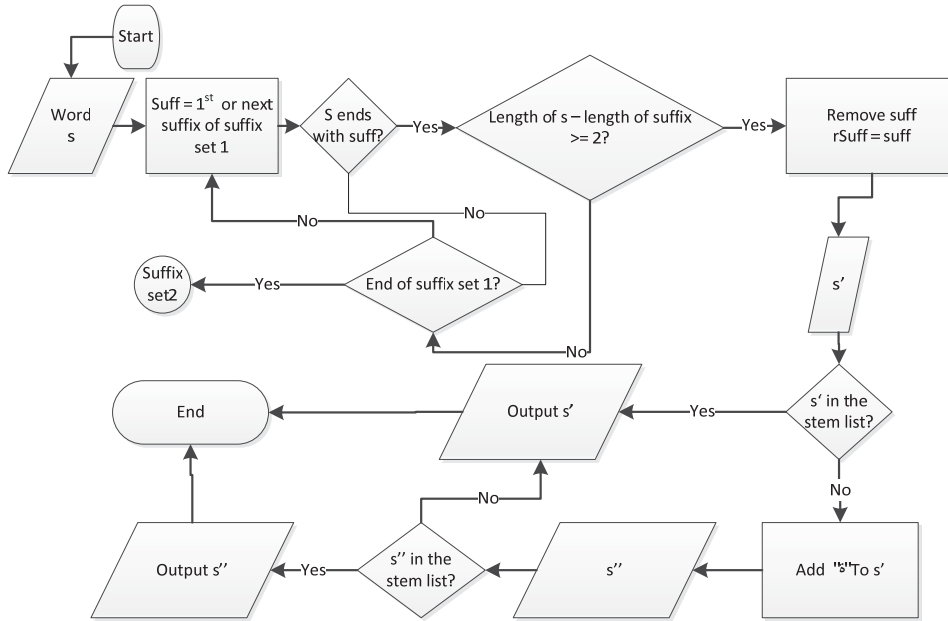 Start
Word
s
Suff = 1st or next
suffix of suffix
set 1
S ends
with suff?
Yes
Length of s – length of suffix
>= 2?
Yes
Remove suff
rSuff = suff
No
No
Suffix
set2
Yes
End of suffix set 1?
s’
No
End
Output s’
Yes
s‘ in the
stem list?
No
No
Output s’’
Yes
s’’ in the
stem list?
s’’
Add
To s’